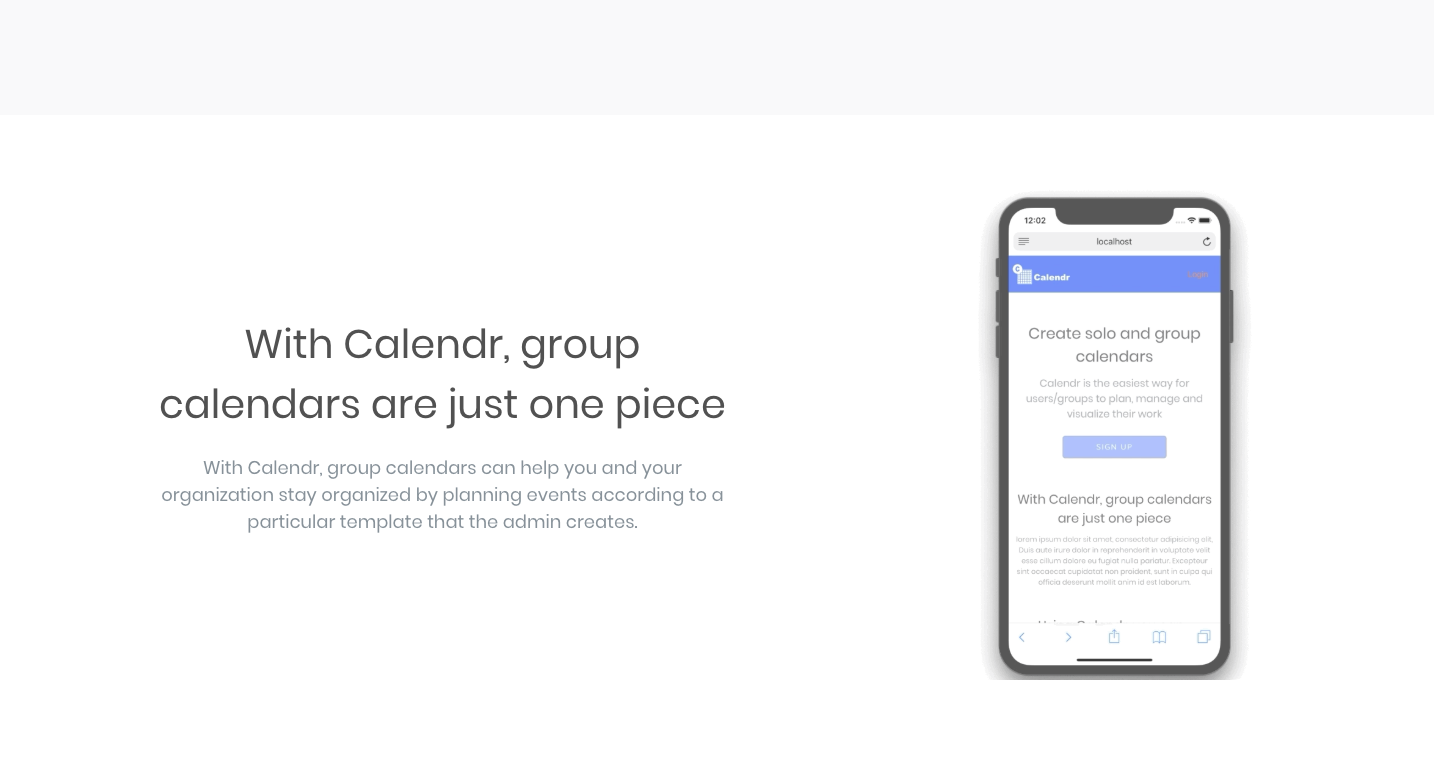 With Calendr, group
calendars are just one piece
With Calendr, group calendars can help you and your
organization stay organized by planning events according to a
particular template that the admin creates.
12:02
localhost
C
Calendr
Login
Create solo and group
calendars
Calendr is the easiest way for
users/groups to plan, manage and
visualize their work
SIGN UP
With Calendr, group calendars
are just one piece
lorem ipsum dolor sit amet, consectetur adipisicing elit,
Duis aute irure dolor in reprehenderit in voluptate velit
esse cillum dolore eu fugiat nulla pariatur. Excepteur
sint occaecat cupidatat non proident, sunt in culpa qui
officia deserunt mollit anim id est laborum.